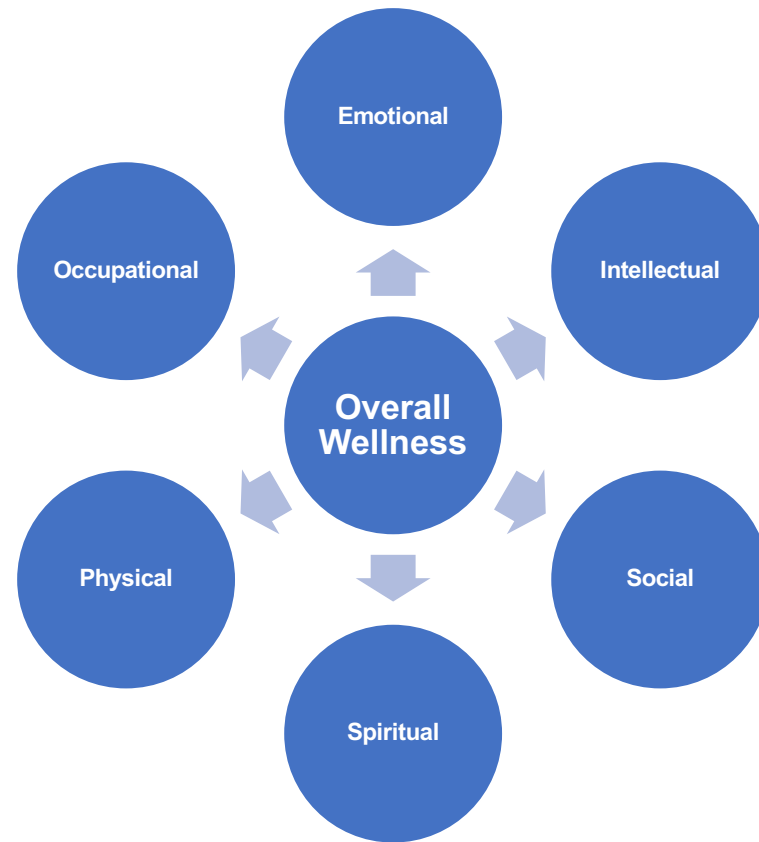 Emotional
Occupational
Intellectual
Overall
Wellness
Physical
Social
Spiritual